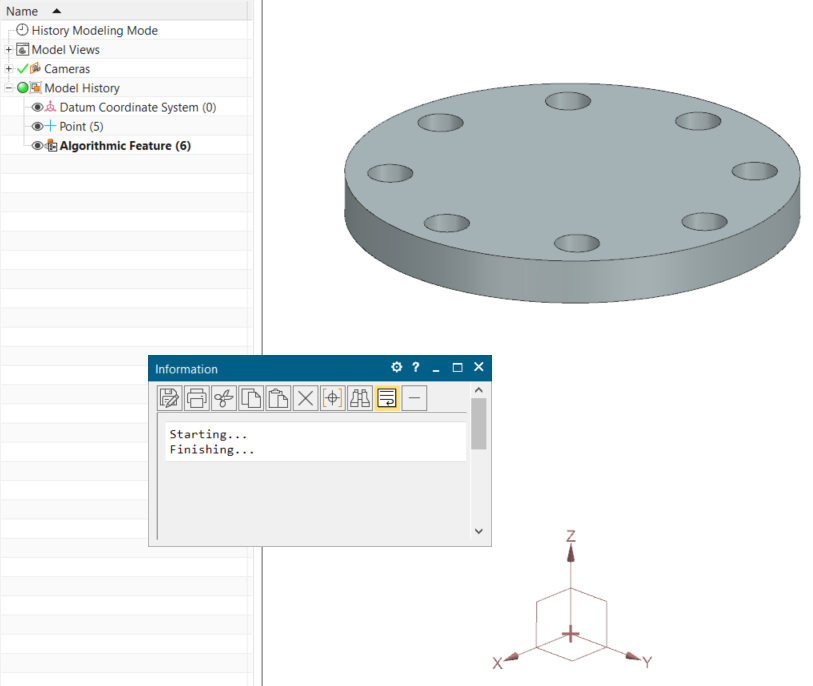 Name
History Modeling Mode
Model Views
Cameras
Model History
Datum Coordinate System (0)
Point (5)
Algorithmic Feature (6)
Information
Starting...
Finishing...
Z
X
Y